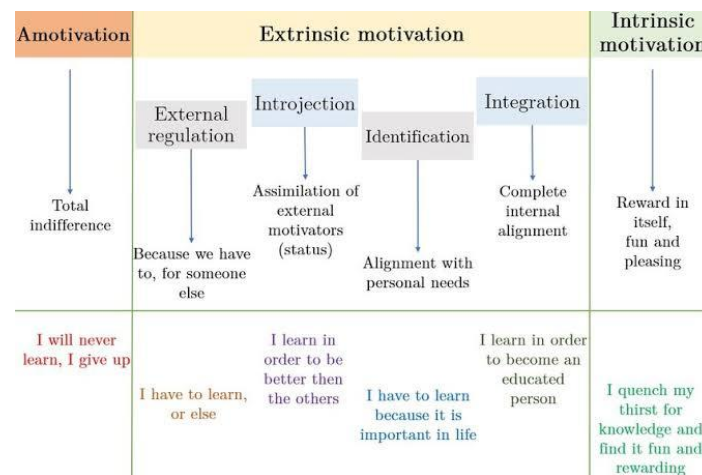 Amotivation
Extrinsic motivation
Intrinsic
motivation
External
regulation
Introjection
Identification
Integration
Total
indifference
Because we have
to, for someone
else
Assimilation of
external
motivators
(status)
Alignment with
personal needs
Complete
internal
alignment
Reward in
itself,
fun and
pleasing
I will never
learn, I give up
I have to learn,
or else
I learn in
order to be
better then
the others
I have to learn
because it is
important in life
I learn in order
to become an
educated
person
I quench my
thirst for
knowledge and
find it fun and
rewarding